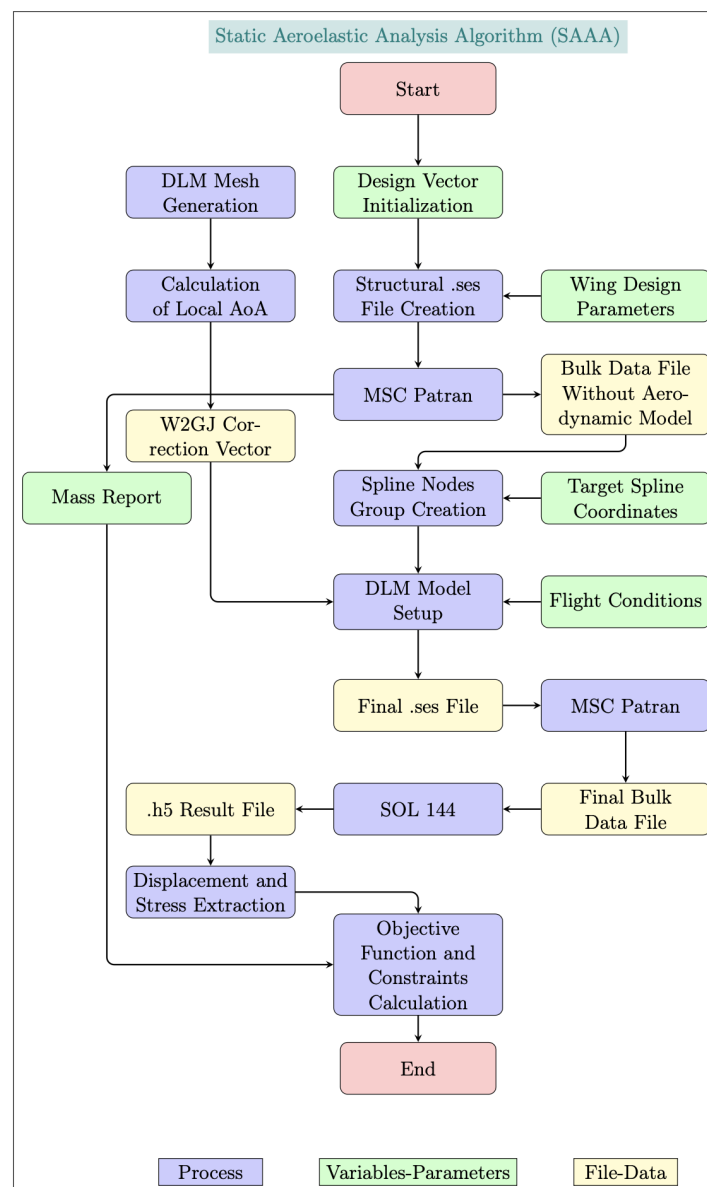 Static Aeroelastic Analysis Algorithm (SAAA)
Start
DLM Mesh
Generation
Design Vector
Initialization
Calculation
of Local AoA
Structural .ses
File Creation
Wing Design
Parameters
MSC Patran
Bulk Data File
Without Aero-
dynamic Model
W2GJ Cor-
rection Vector
Mass Report
Spline Nodes
Group Creation
Target Spline
Coordinates
DLM Model
Setup
Flight Conditions
Final .ses File
MSC Patran
.h5 Result File
SOL 144
Final Bulk
Data File
Displacement and
Stress Extraction
Objective
Function and
Constraints
Calculation
End
Process
Variables-Parameters
File-Data